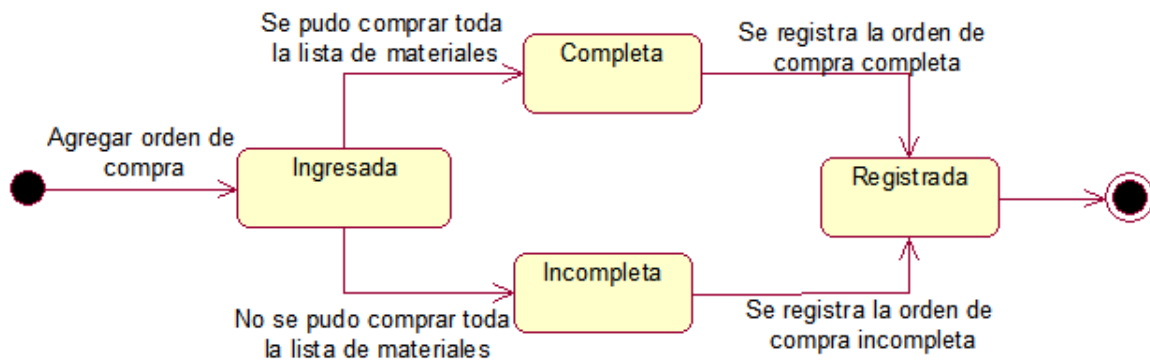 Se pudo comprar toda
la lista de materiales
Completa
Se registra la orden de
compra completa
Agregar orden de
compra
Ingresada
Registrada
Incompleta
No se pudo comprar toda
la lista de materiales
Se registra la orden de
compra incompleta